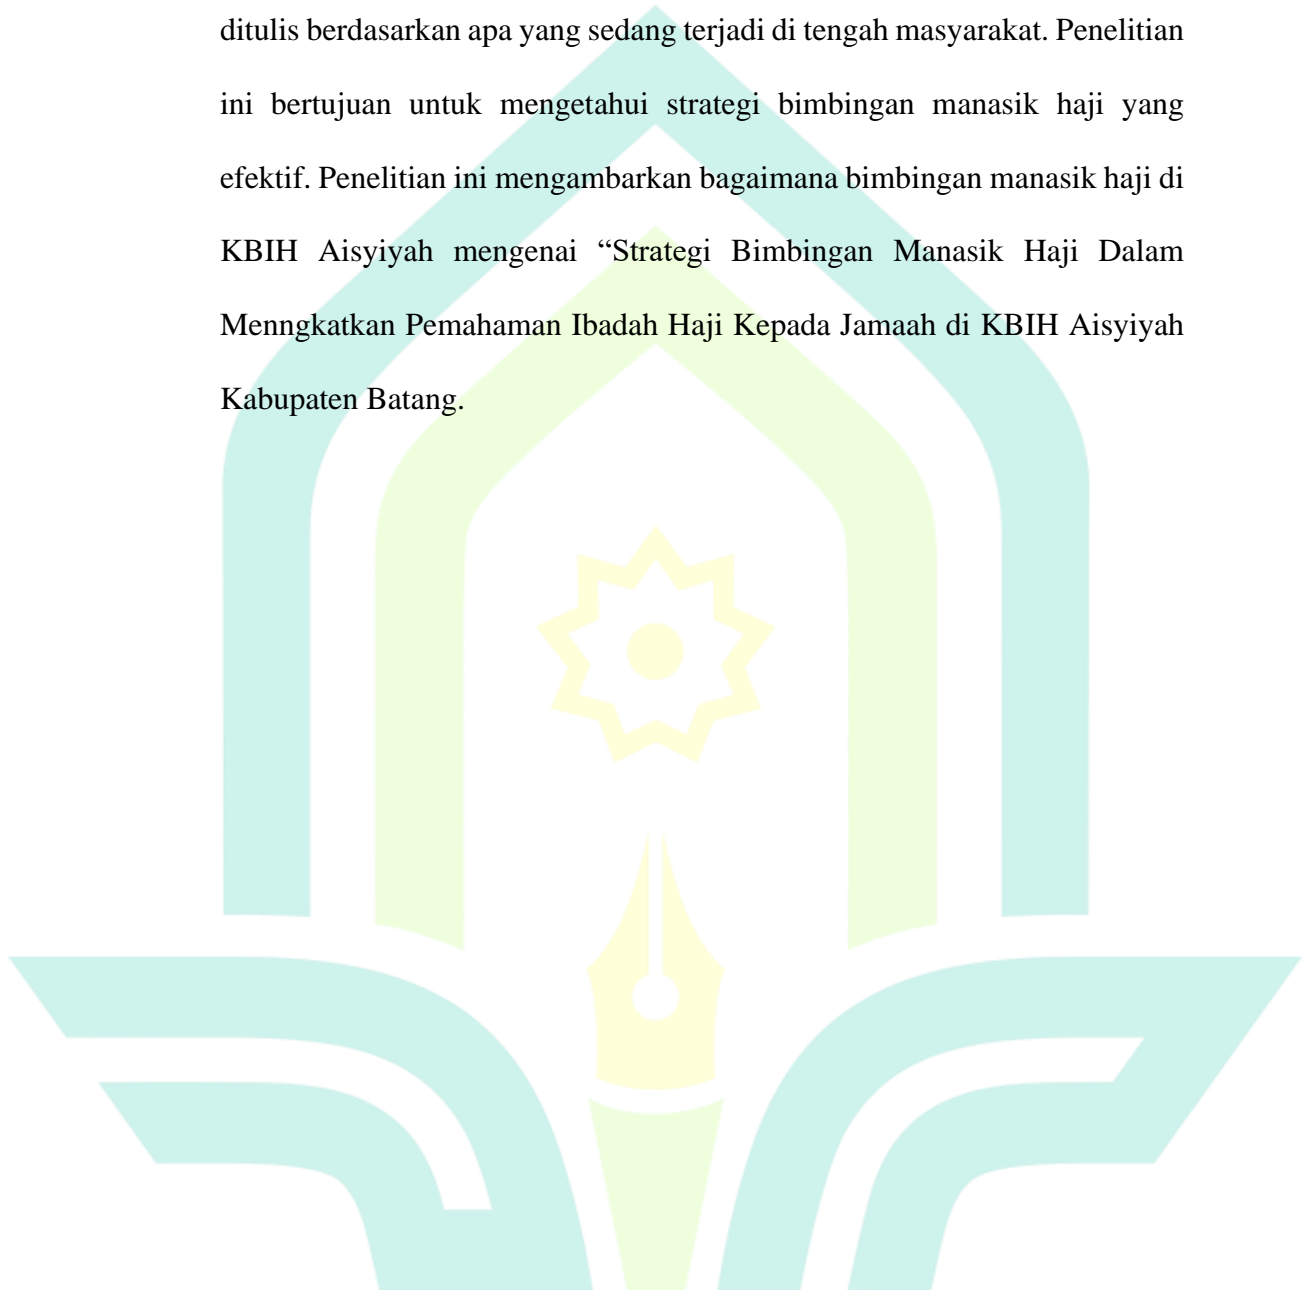 ditulis berdasarkan apa yang sedang terjadi di tengah masyarakat. Penelitian
ini bertujuan untuk mengetahui strategi bimbingan manasik haji yang
efektif. Penelitian ini mengambarkan bagaimana bimbingan manasik haji di
KBIH Aisyiyah mengenai “Strategi Bimbingan Manasik Haji Dalam
Menngkatkan Pemahaman Ibadah Haji Kepada Jamaah di KBIH Aisyiyah
Kabupaten Batang.